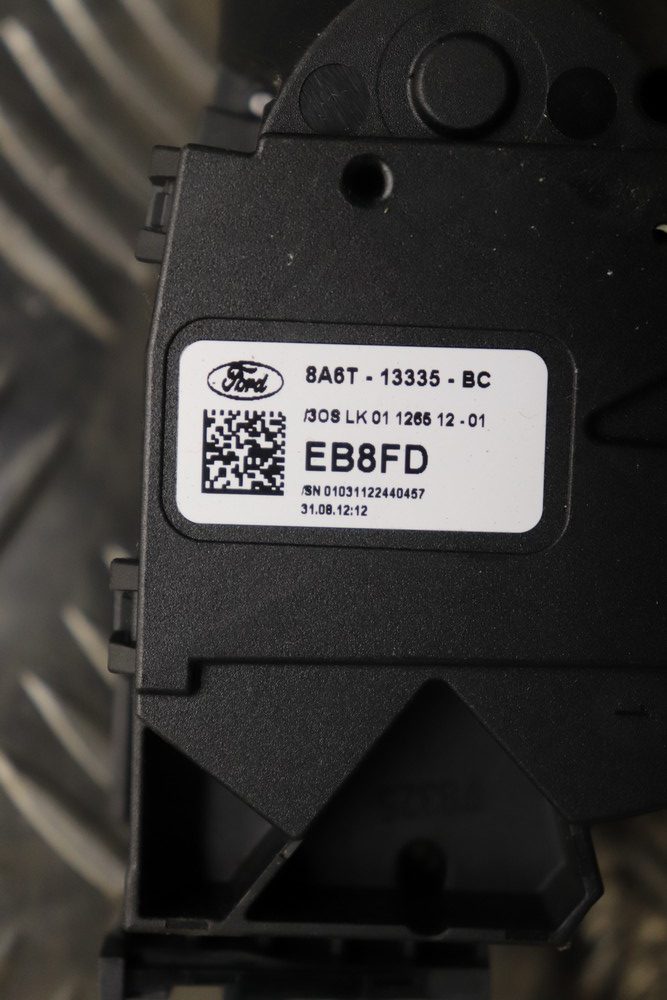 Ford
8A6T - 13335 - BC
/3OS LK 01 1265 12 - 01
EB8FD
/SN 01031122440457
31.08.12:12